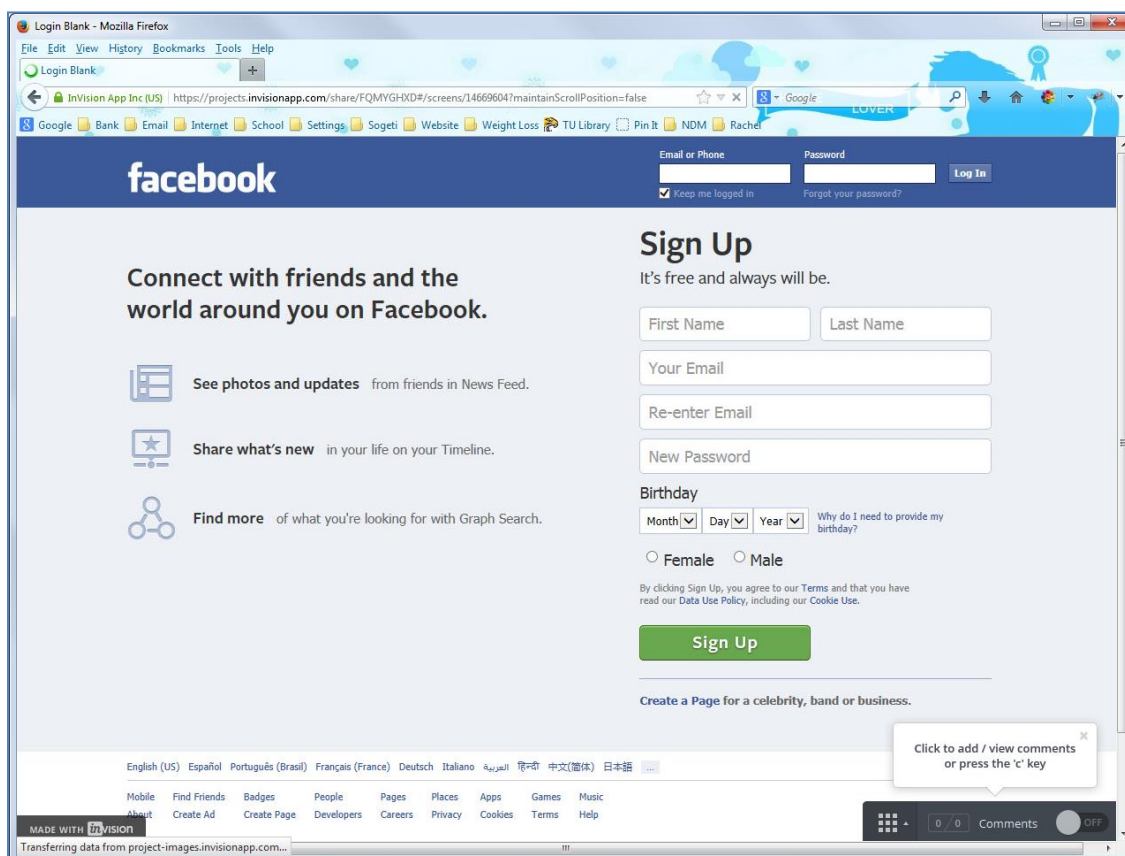 Login Blank - Mozilla Firefox
File Edit View History Bookmarks Tools Help
Login Blank
InVision App Inc (US) https://projects.invisionapp.com/share/FQMYGHXD#/screens/14669604?maintainScrollPosition=false Google
LOVER
Google Bank Email Internet School Settings Sogeti Website Weight Loss TU Library Pin It NDM Rachel
facebook
Email or Phone Password
Log In
Keep me logged in Forgot your password?
Connect with friends and the
world around you on Facebook.
See photos and updates from friends in News Feed.
Share what's new in your life on your Timeline.
Find more of what you're looking for with Graph Search.
Sign Up
It's free and always will be.
First Name Last Name
Your Email
Re-enter Email
New Password
Birthday
Month Day Year Why do I need to provide my
birthday?
Female Male
By clicking Sign Up, you agree to our Terms and that you have
read our Data Use Policy, including our Cookie Use.
Sign Up
Create a Page for a celebrity, band or business.
Click to add / view comments
or press the 'c' key
English (US) Español Português (Brasil) Français (France) Deutsch Italiano العربية हिन्दी 中文(简体) 日本語 ...
Mobile Find Friends Badges People Pages Places Apps Games Music
About Create Ad Create Page Developers Careers Privacy Cookies Terms Help
MADE WITH invision
0 / 0 Comments OFF
Transferring data from project-images.invisionapp.com...